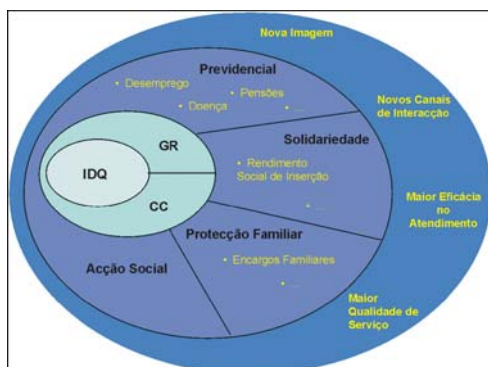 Nova Imagem
Previdencial
• Desemprego
• Pensões
• Doença
• ...
Novos Canais
de Interacção
GR
Solidariedade
IDQ
• Rendimento
Social de Inserção
• ...
CC
Maior Eficácia
no
Atendimento
Protecção Familiar
• Encargos Familiares
• ...
Acção Social
Maior
Qualidade de
Serviço